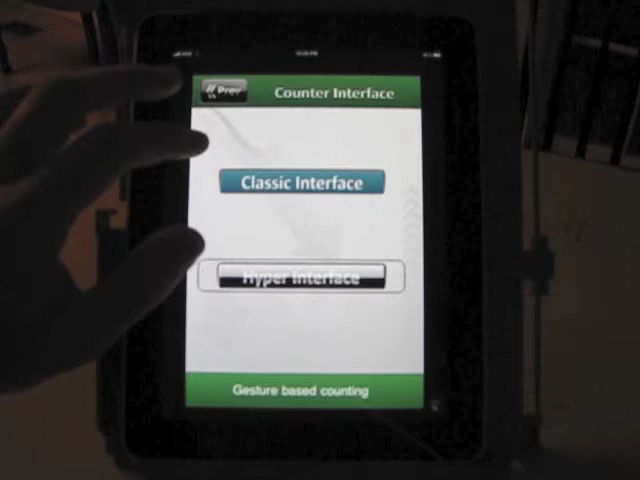 Prev
Counter Interface
Classic Interface
Hyper Interface
Gesture based counting